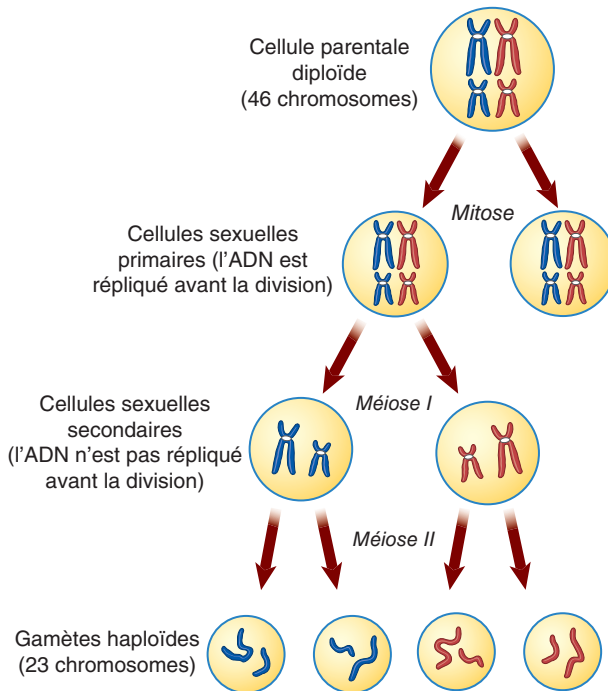 Cellule parentale
diploïde
(46 chromosomes)
Mitose
Cellules sexuelles
primaires (l'ADN est
répliqué avant la division)
Méiose I
Cellules sexuelles
secondaires
(l'ADN n'est pas répliqué
avant la division)
Méiose II
Gamètes haploïdes
(23 chromosomes)